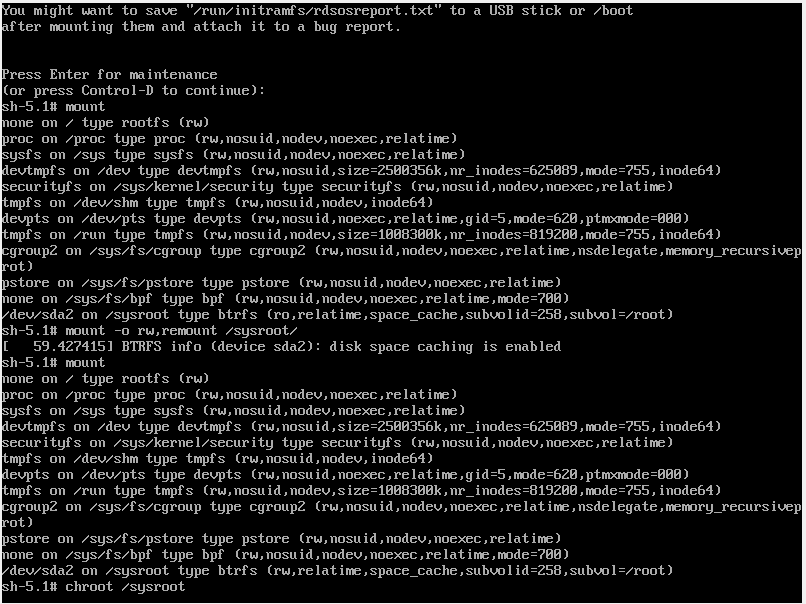 You might want to save "/run/initramfs/rdsosreport.txt" to a USB stick or /boot
after mounting them and attach it to a bug report.
Press Enter for maintenance
(or press Control-D to continue):
sh-5.1# mount
none on / type rootfs (rw)
proc on /proc type proc (rw,nosuid,nodev,noexec,relatime)
sysfs on /sys type sysfs (rw,nosuid,nodev,noexec,relatime)
devtmpfs on /dev type devtmpfs (rw,nosuid,size=2500356k,nr_inodes=625089,mode=755,inode64)
securityfs on /sys/kernel/security type securityfs (rw,nosuid,nodev,noexec,relatime)
tmpfs on /dev/shm type tmpfs (rw,nosuid,nodev,inode64)
devpts on /dev/pts type devpts (rw,nosuid,noexec,relatime,gid=5,mode=620,ptmxmode=000)
tmpfs on /run type tmpfs (rw,nosuid,nodev,size=1008300k,nr_inodes=819200,mode=755,inode64)
cgroup2 on /sys/fs/cgroup type cgroup2 (rw,nosuid,nodev,noexec,relatime,nsdelegate,memory_recursivep
rot)
pstore on /sys/fs/pstore type pstore (rw,nosuid,nodev,noexec,relatime)
none on /sys/fs/bpf type bpf (rw,nosuid,nodev,noexec,relatime,mode=700)
/dev/sda2 on /sysroot type btrfs (ro,relatime,space_cache,subvolid=258,subvol=/root)
sh-5.1# mount -o rw,remount /sysroot/
[   59.427415] BTRFS info (device sda2): disk space caching is enabled
sh-5.1# mount
none on / type rootfs (rw)
proc on /proc type proc (rw,nosuid,nodev,noexec,relatime)
sysfs on /sys type sysfs (rw,nosuid,nodev,noexec,relatime)
devtmpfs on /dev type devtmpfs (rw,nosuid,size=2500356k,nr_inodes=625089,mode=755,inode64)
securityfs on /sys/kernel/security type securityfs (rw,nosuid,nodev,noexec,relatime)
tmpfs on /dev/shm type tmpfs (rw,nosuid,nodev,inode64)
devpts on /dev/pts type devpts (rw,nosuid,noexec,relatime,gid=5,mode=620,ptmxmode=000)
tmpfs on /run type tmpfs (rw,nosuid,nodev,size=1008300k,nr_inodes=819200,mode=755,inode64)
cgroup2 on /sys/fs/cgroup type cgroup2 (rw,nosuid,nodev,noexec,relatime,nsdelegate,memory_recursivep
rot)
pstore on /sys/fs/pstore type pstore (rw,nosuid,nodev,noexec,relatime)
none on /sys/fs/bpf type bpf (rw,nosuid,nodev,noexec,relatime,mode=700)
/dev/sda2 on /sysroot type btrfs (rw,relatime,space_cache,subvolid=258,subvol=/root)
sh-5.1# chroot /sysroot